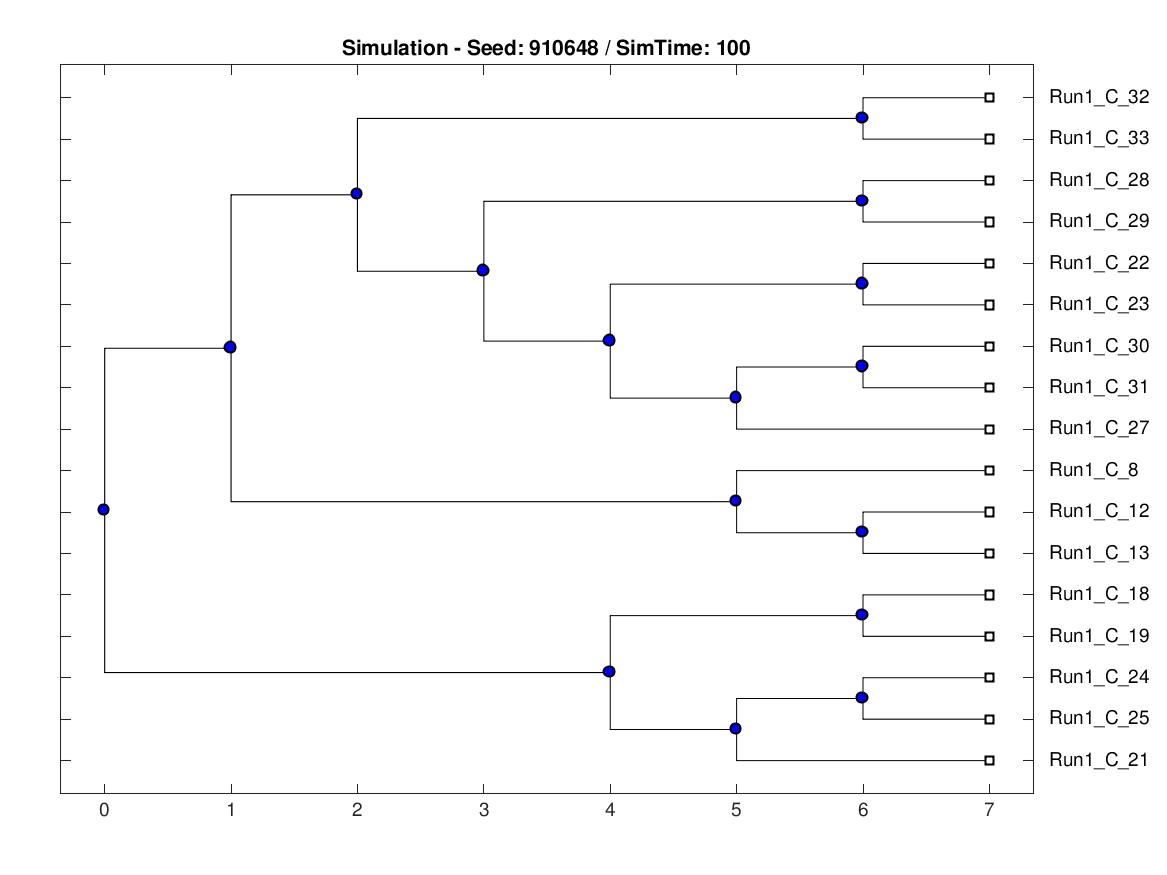 Simulation - Seed: 910648 / SimTime: 100
Run1_C_32
Run1_C_33
Run1_C_28
Run1_C_29
Run1_C_22
Run1_C_23
Run1_C_30
Run1_C_31
Run1_C_27
Run1_C_8
Run1_C_12
Run1_C_13
Run1_C_18
Run1_C_19
Run1_C_24
Run1_C_25
Run1_C_21
0 1 2 3 4 5 6 7